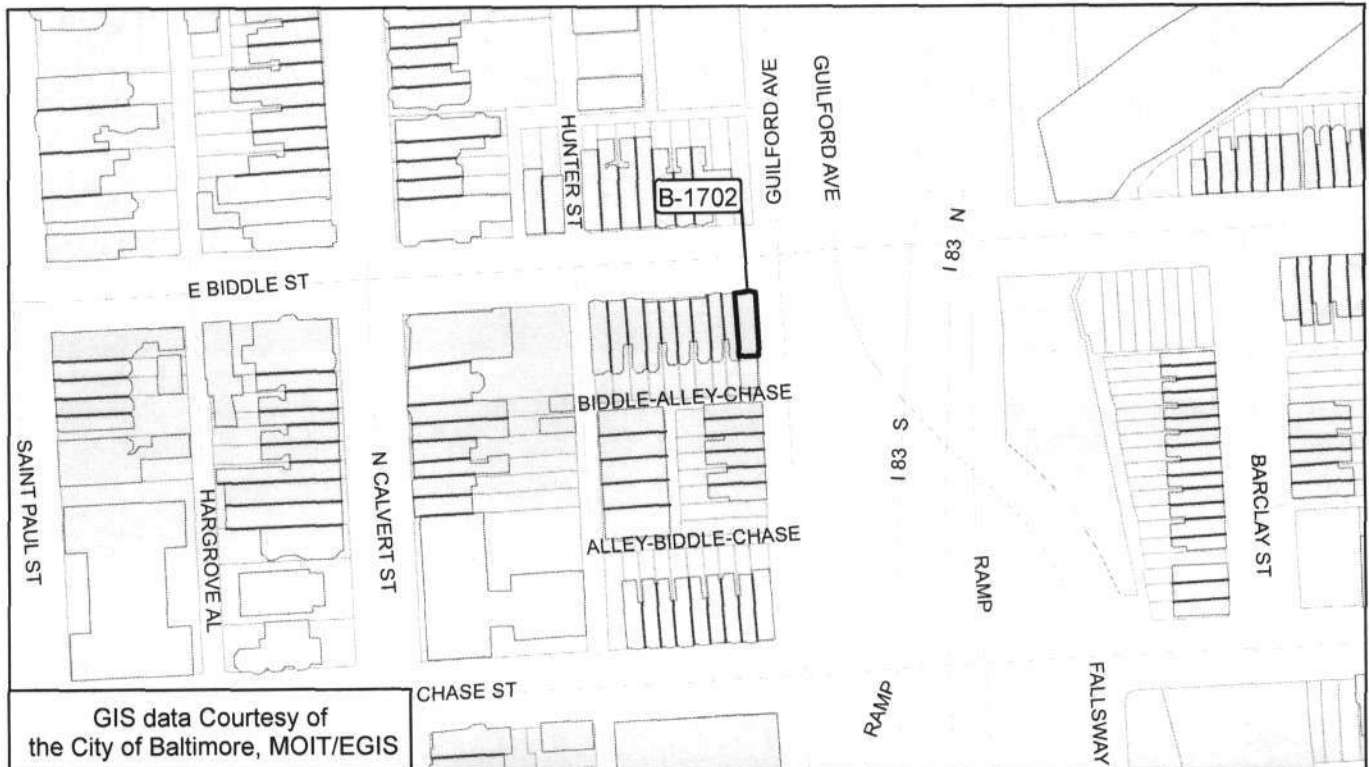 GUILFORD AVE
GUILFORD AVE
HUNTER ST
B-1702
I 83 N
E BIDDLE ST
BIDDLE-ALLEY-CHASE
I 83 S
SAINT PAUL ST
HARGROVE AL
N CALVERT ST
BARCLAY ST
ALLEY-BIDDLE-CHASE
RAMP
CHASE ST
RAMP
FALLSWAY
GIS data Courtesy of
the City of Baltimore, MOIT/EGIS